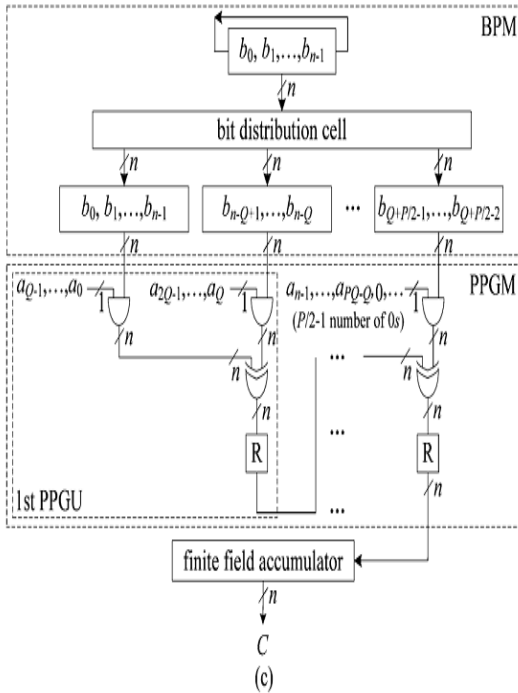 BPM
b0, b1,...,bn-1
n
bit distribution cell
n n n
b0, b1,...,bn-1 bn-Q+1,...,bn-Q ... bQ+P/2-1,...,bQ+P/2-2
n n n
PPGM
aQ-1,...,a0 1 a2Q-1,...,aQ 1 an-1,...,aPQ-Q,0,... 1
(P/2-1 number of 0s)
n n n
n ... n
n ... n
R ... R
1st PPGU ... n
finite field accumulator
n
C
(c)